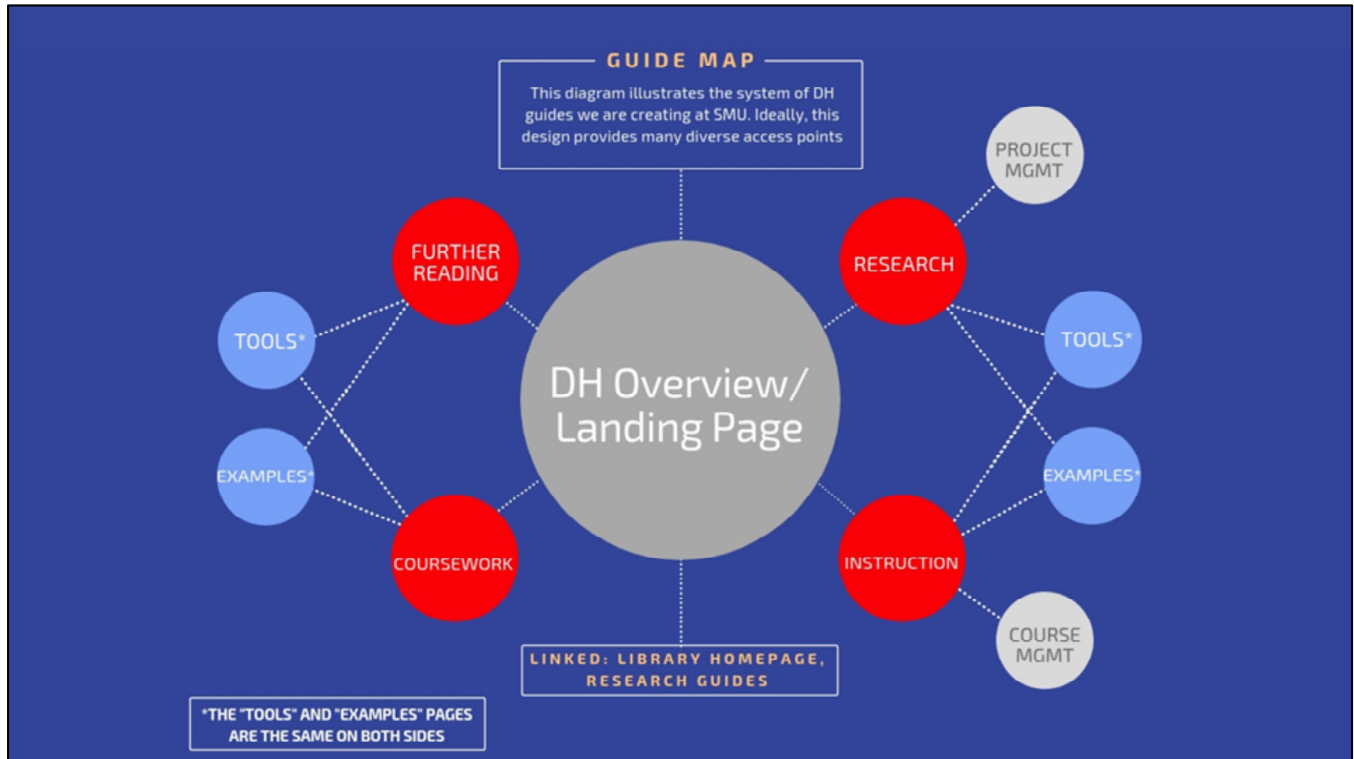 GUIDE MAP
This diagram illustrates the system of DH
guides we are creating at SMU. Ideally, this
design provides many diverse access points
PROJECT
MGMT
FURTHER
READING
RESEARCH
TOOLS*
TOOLS*
DH Overview/
Landing Page
EXAMPLES*
EXAMPLES*
COURSEWORK
INSTRUCTION
COURSE
MGMT
LINKED: LIBRARY HOMEPAGE,
RESEARCH GUIDES
*THE "TOOLS" AND "EXAMPLES" PAGES
ARE THE SAME ON BOTH SIDES